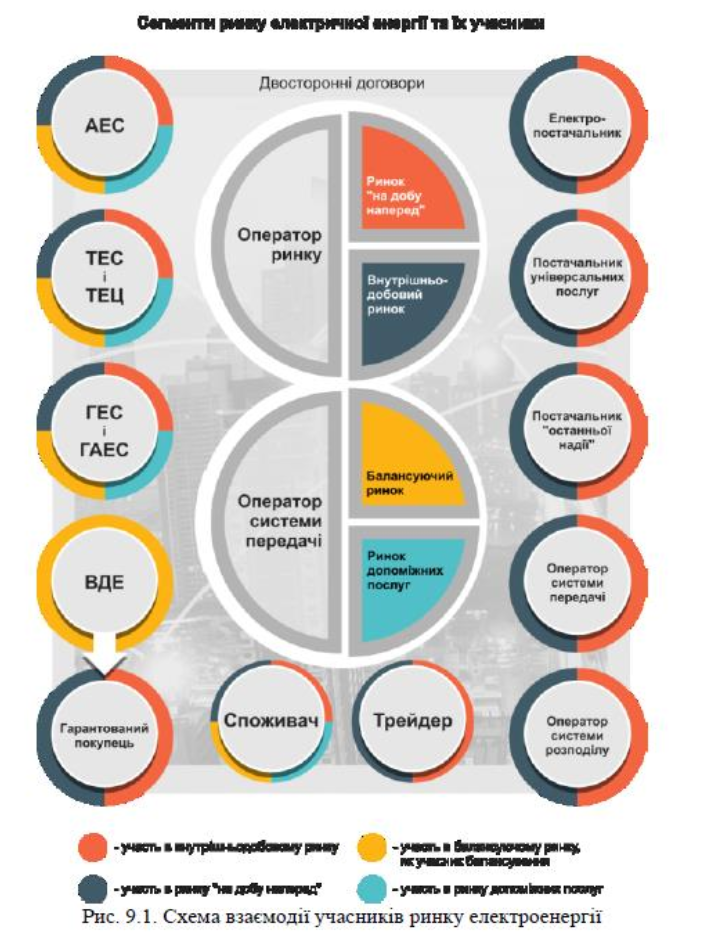 Сегменти ринку електричної енергії та їх учасники
Двосторонні договори
АЕС
ТЕС
і
ТЕЦ
ГЕС
і
ГАЕС
ВДЕ
Гарантований
покупець
Оператор
ринку
Ринок
"на добу
наперед"
Внутрішньо-
добовий
ринок
Оператор
системи
передачі
Балансуючий
ринок
Ринок
допоміжних
послуг
Споживач
Трейдер
Електро-
постачальник
Постачальник
універсальних
послуг
Постачальник
"останньої
надії"
Оператор
системи
передачі
Оператор
системи
розподілу
- участь в внутрішньодобовому ринку
- участь в ринку "на добу наперед"
- участь в балансуючому ринку,
як учасник балансування
- участь в ринку допоміжних послуг
Рис. 9.1. Схема взаємодії учасників ринку електроенергії